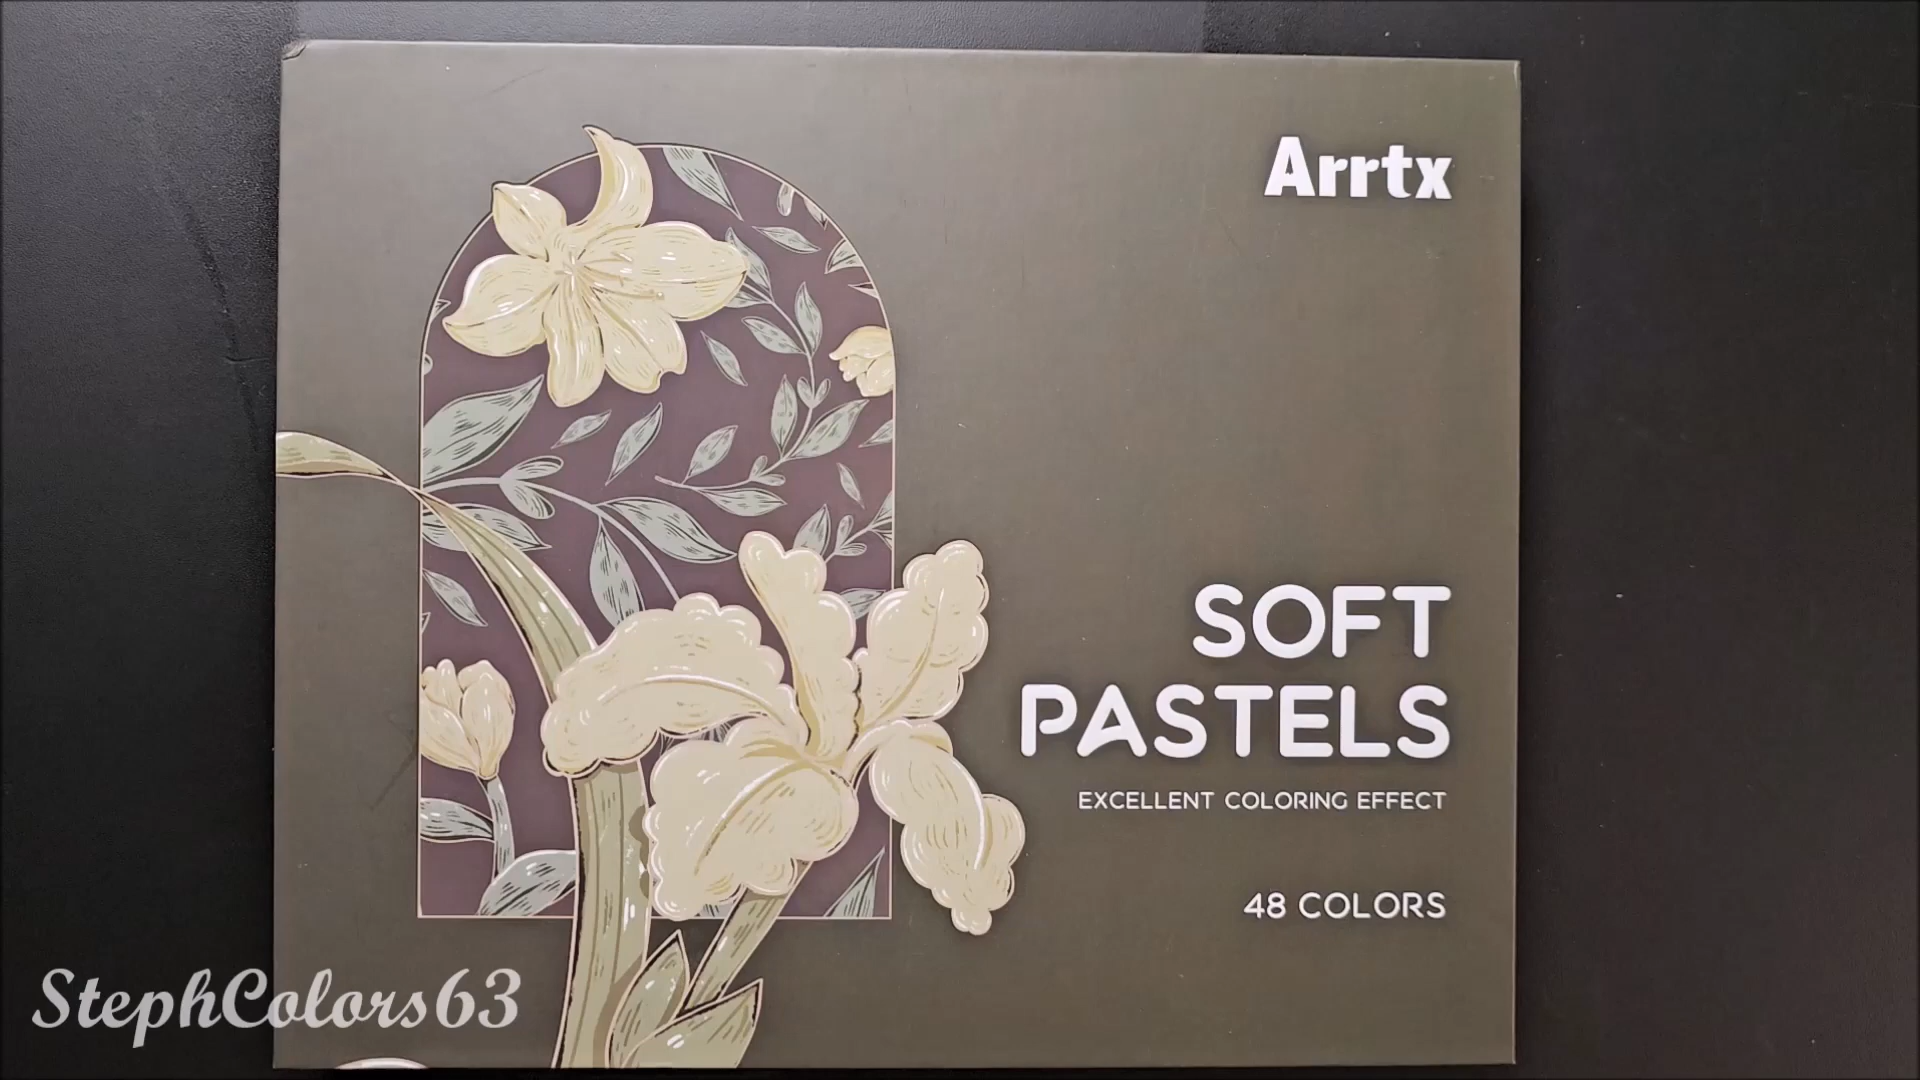 Arrtx
SOFT
PASTELS
EXCELLENT COLORING EFFECT
48 COLORS
StephColors63